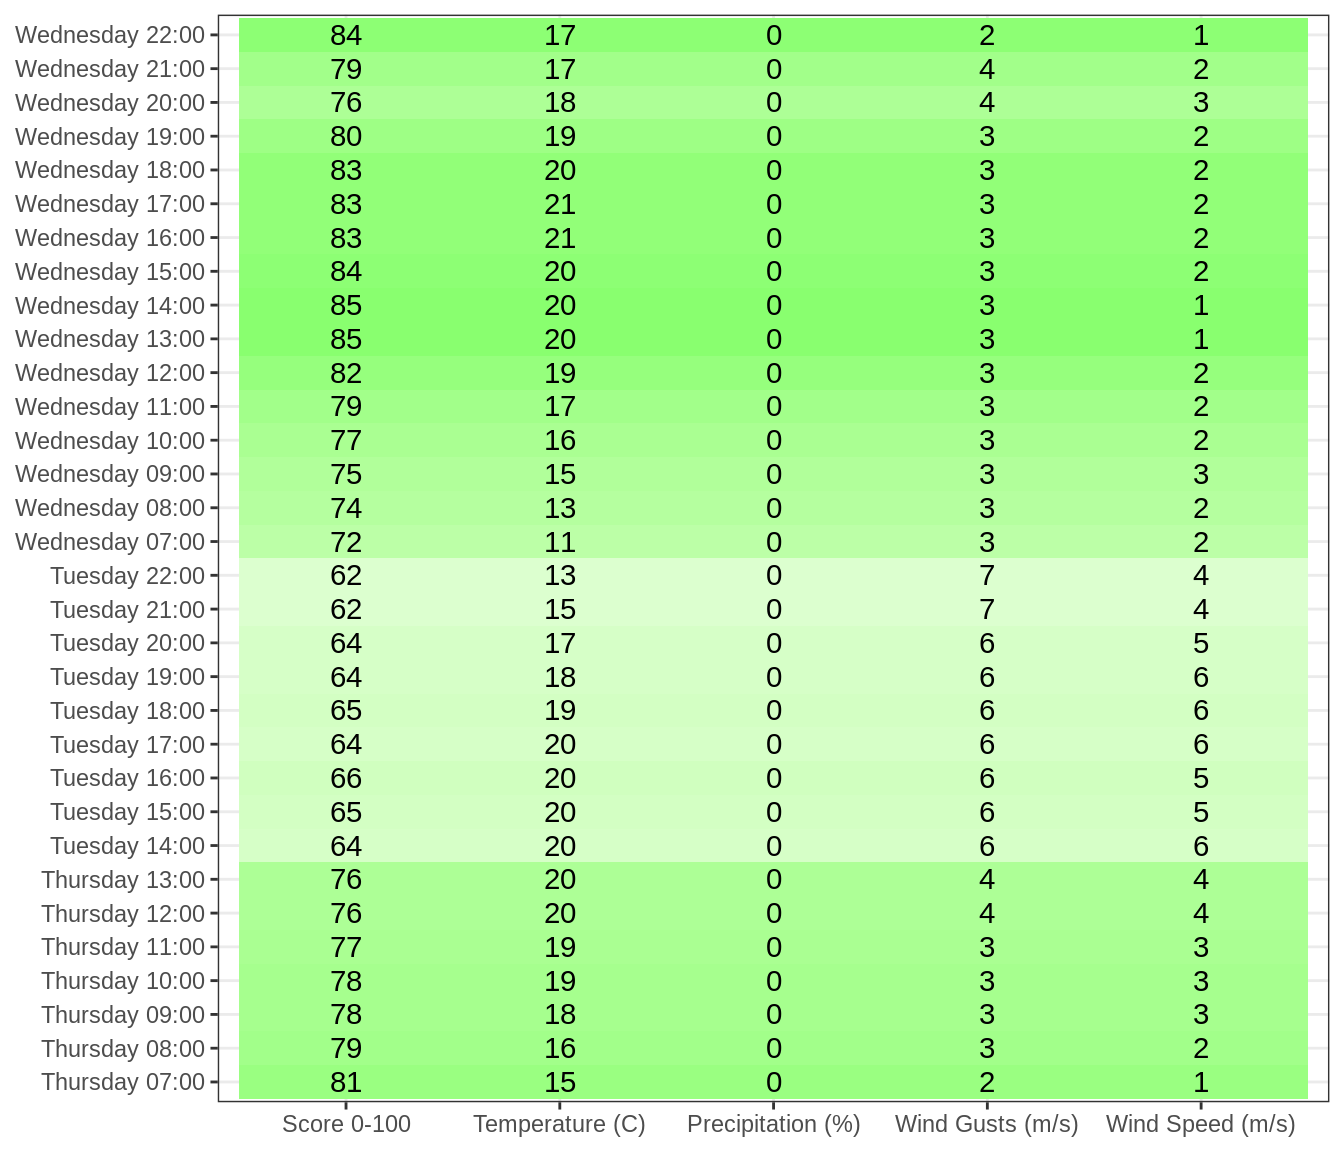 Wednesday 22:00 84 17 0 2 1
Wednesday 21:00 79 17 0 4 2
Wednesday 20:00 76 18 0 4 3
Wednesday 19:00 80 19 0 3 2
Wednesday 18:00 83 20 0 3 2
Wednesday 17:00 83 21 0 3 2
Wednesday 16:00 83 21 0 3 2
Wednesday 15:00 84 20 0 3 2
Wednesday 14:00 85 20 0 3 1
Wednesday 13:00 85 20 0 3 1
Wednesday 12:00 82 19 0 3 2
Wednesday 11:00 79 17 0 3 2
Wednesday 10:00 77 16 0 3 2
Wednesday 09:00 75 15 0 3 3
Wednesday 08:00 74 13 0 3 2
Wednesday 07:00 72 11 0 3 2
Tuesday 22:00 62 13 0 7 4
Tuesday 21:00 62 15 0 7 4
Tuesday 20:00 64 17 0 6 5
Tuesday 19:00 64 18 0 6 6
Tuesday 18:00 65 19 0 6 6
Tuesday 17:00 64 20 0 6 6
Tuesday 16:00 66 20 0 6 5
Tuesday 15:00 65 20 0 6 5
Tuesday 14:00 64 20 0 6 6
Thursday 13:00 76 20 0 4 4
Thursday 12:00 76 20 0 4 4
Thursday 11:00 77 19 0 3 3
Thursday 10:00 78 19 0 3 3
Thursday 09:00 78 18 0 3 3
Thursday 08:00 79 16 0 3 2
Thursday 07:00 81 15 0 2 1
Score 0-100 Temperature (C) Precipitation (%) Wind Gusts (m/s) Wind Speed (m/s)